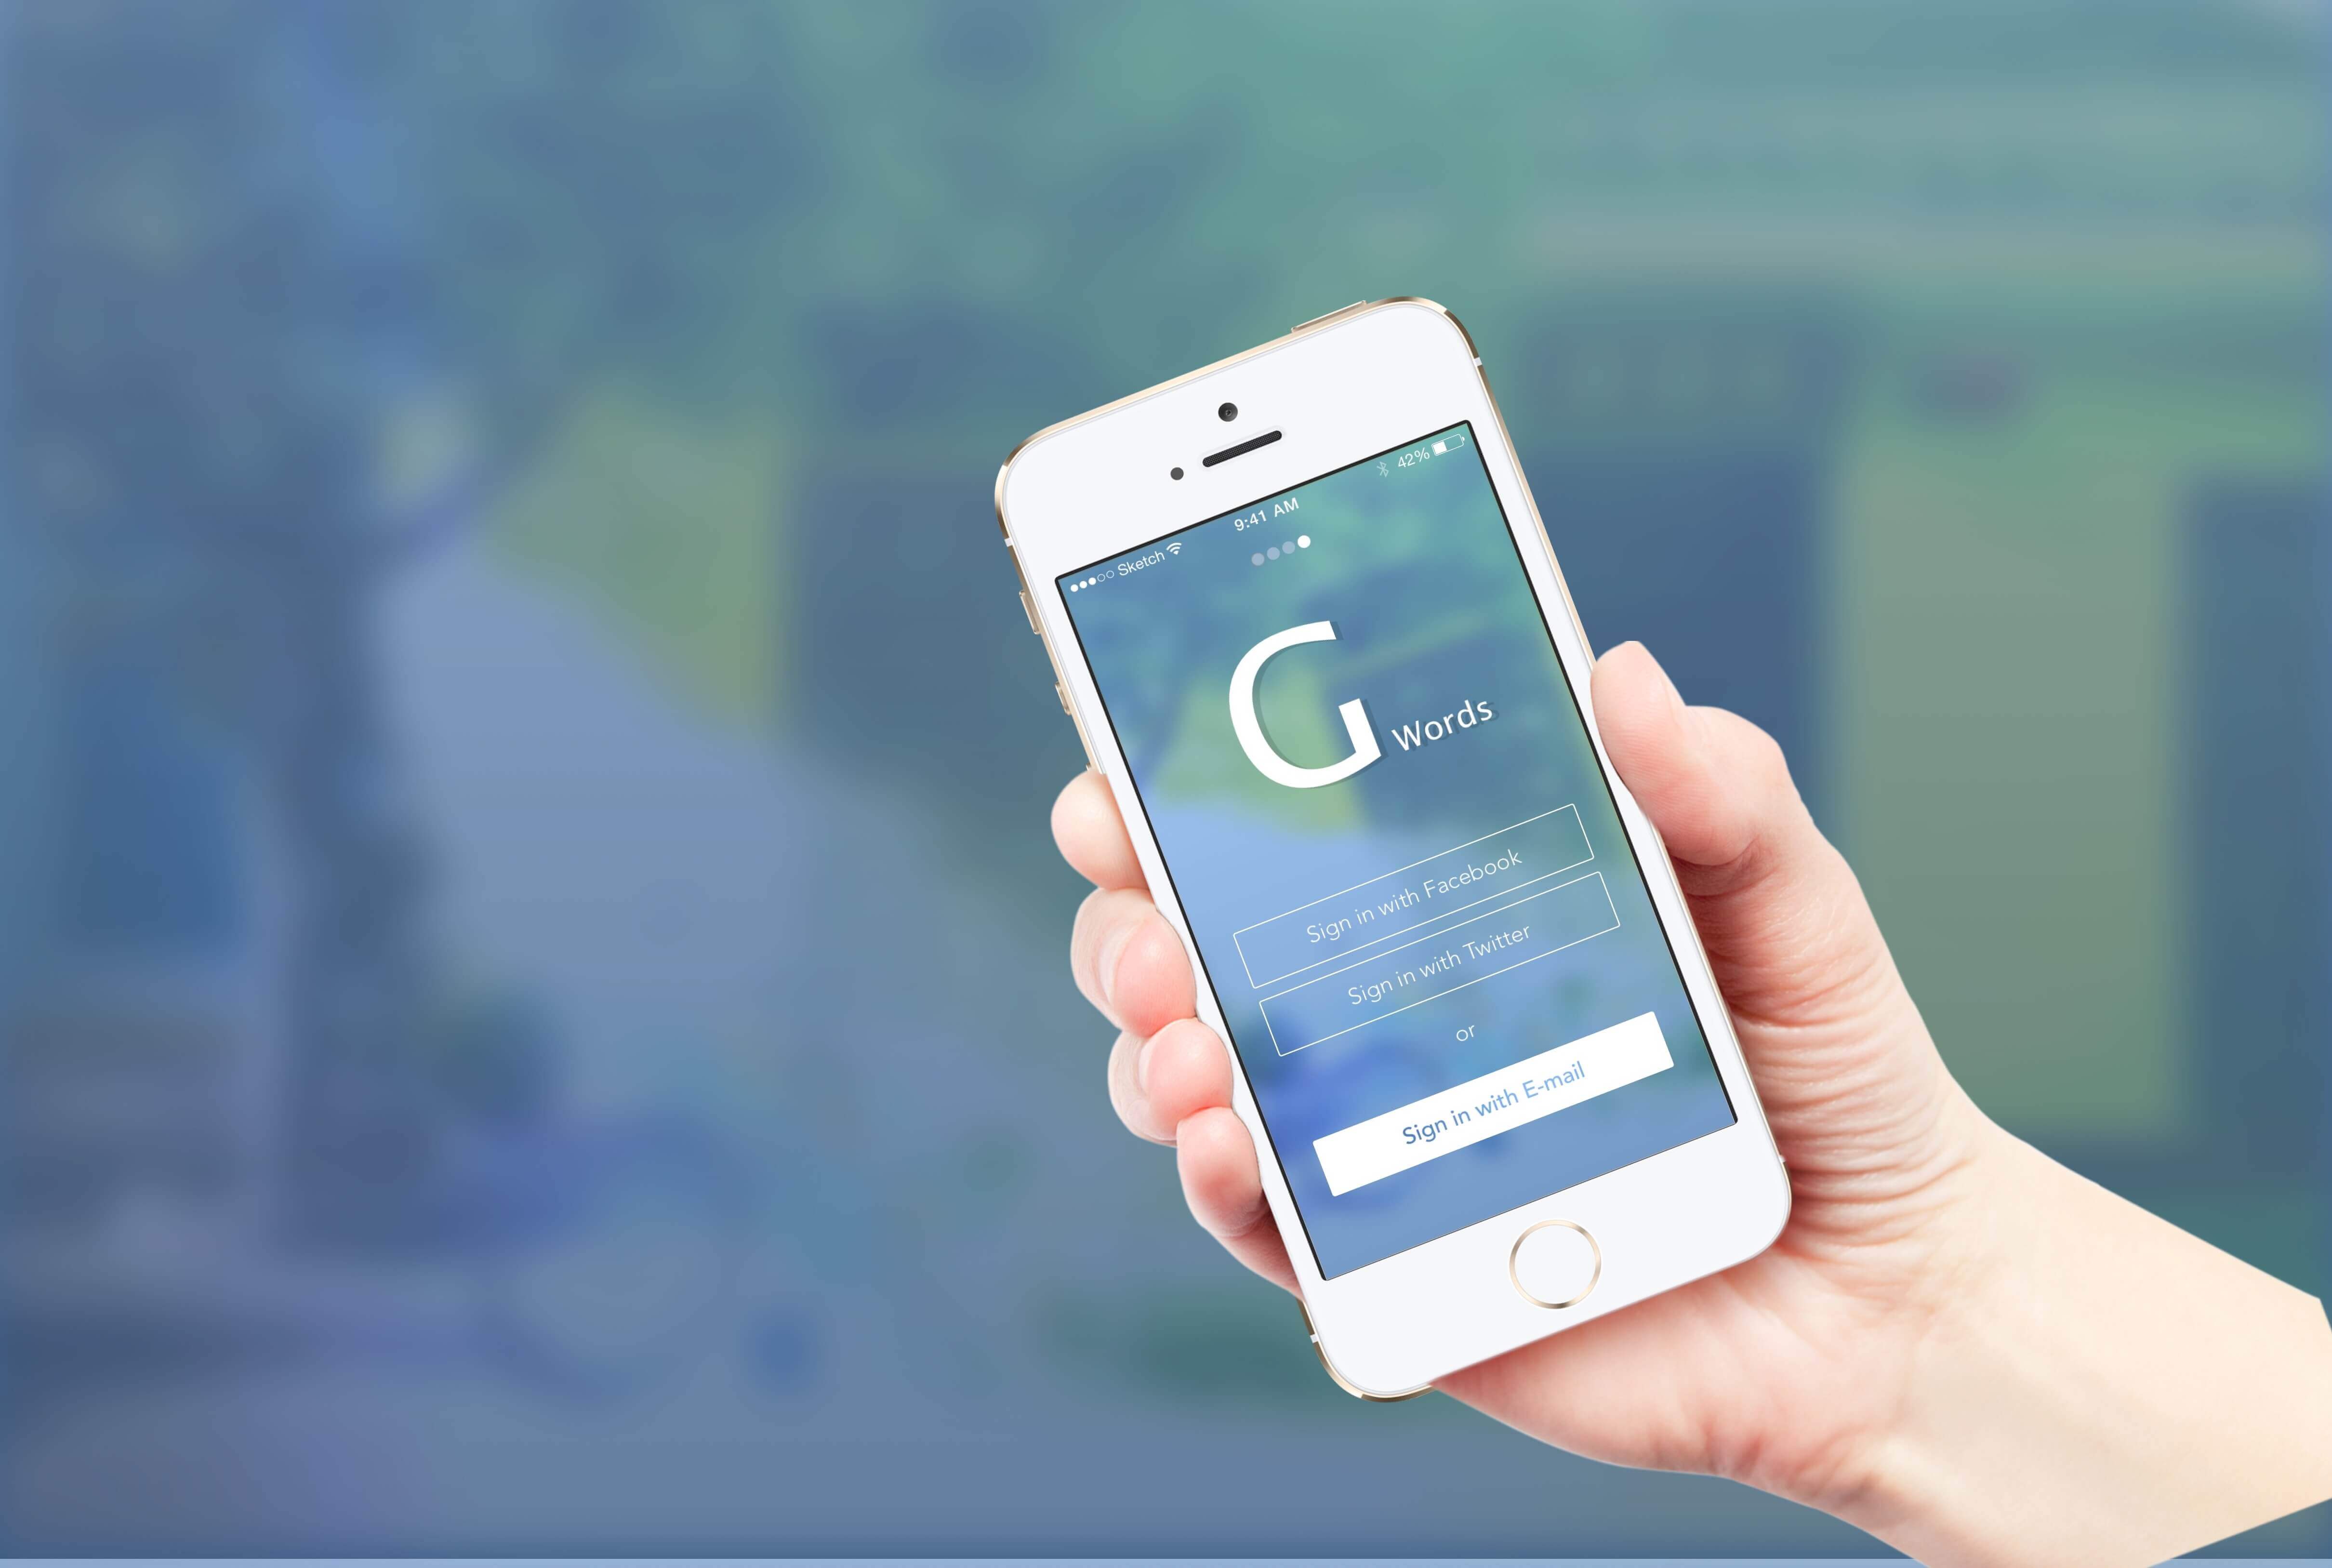 Sketch 9:41 AM 42%
G Words
Sign in with Facebook
Sign in with Twitter
or
Sign in with E-mail